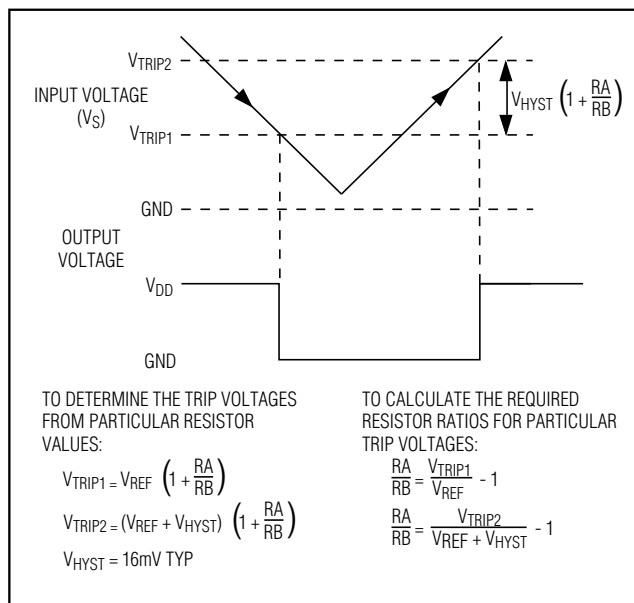 VTRIP2
INPUT VOLTAGE
(VS)
VTRIP1
VHYST (1 + RA/RB)
GND
OUTPUT
VOLTAGE
VDD
GND
TO DETERMINE THE TRIP VOLTAGES
FROM PARTICULAR RESISTOR
VALUES:
VTRIP1 = VREF (1 + RA/RB)
VTRIP2 = (VREF + VHYST) (1 + RA/RB)
VHYST = 16mV TYP
TO CALCULATE THE REQUIRED
RESISTOR RATIOS FOR PARTICULAR
TRIP VOLTAGES:
RA/RB = VTRIP1/VREF - 1
RA/RB = VTRIP2/VREF + VHYST - 1